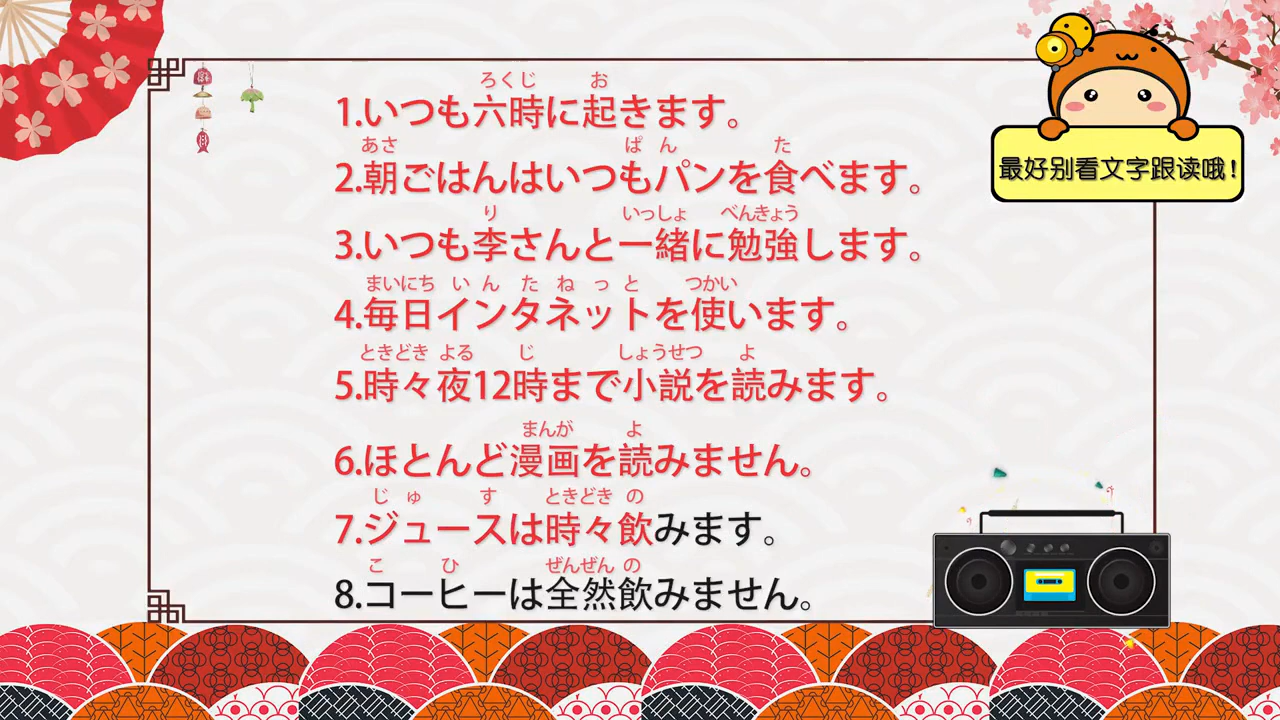 ろくじ お
1.いつも六時に起きます。
あさ ぱん た
2.朝ごはんはいつもパンを食べます。
り いっしょ べんきょう
3.いつも李さんと一緒に勉強します。
まいにち いんたねっと つかい
4.毎日インタネットを使います。
ときどき よる じ しょうせつ よ
5.時々夜12時まで小説を読みます。
まんが よ
6.ほとんど漫画を読みません。
じゅ す ときどき の
7.ジュースは時々飲みます。
こ ひ ぜんぜん の
8.コーヒーは全然飲みません。
最好别看文字跟读哦！